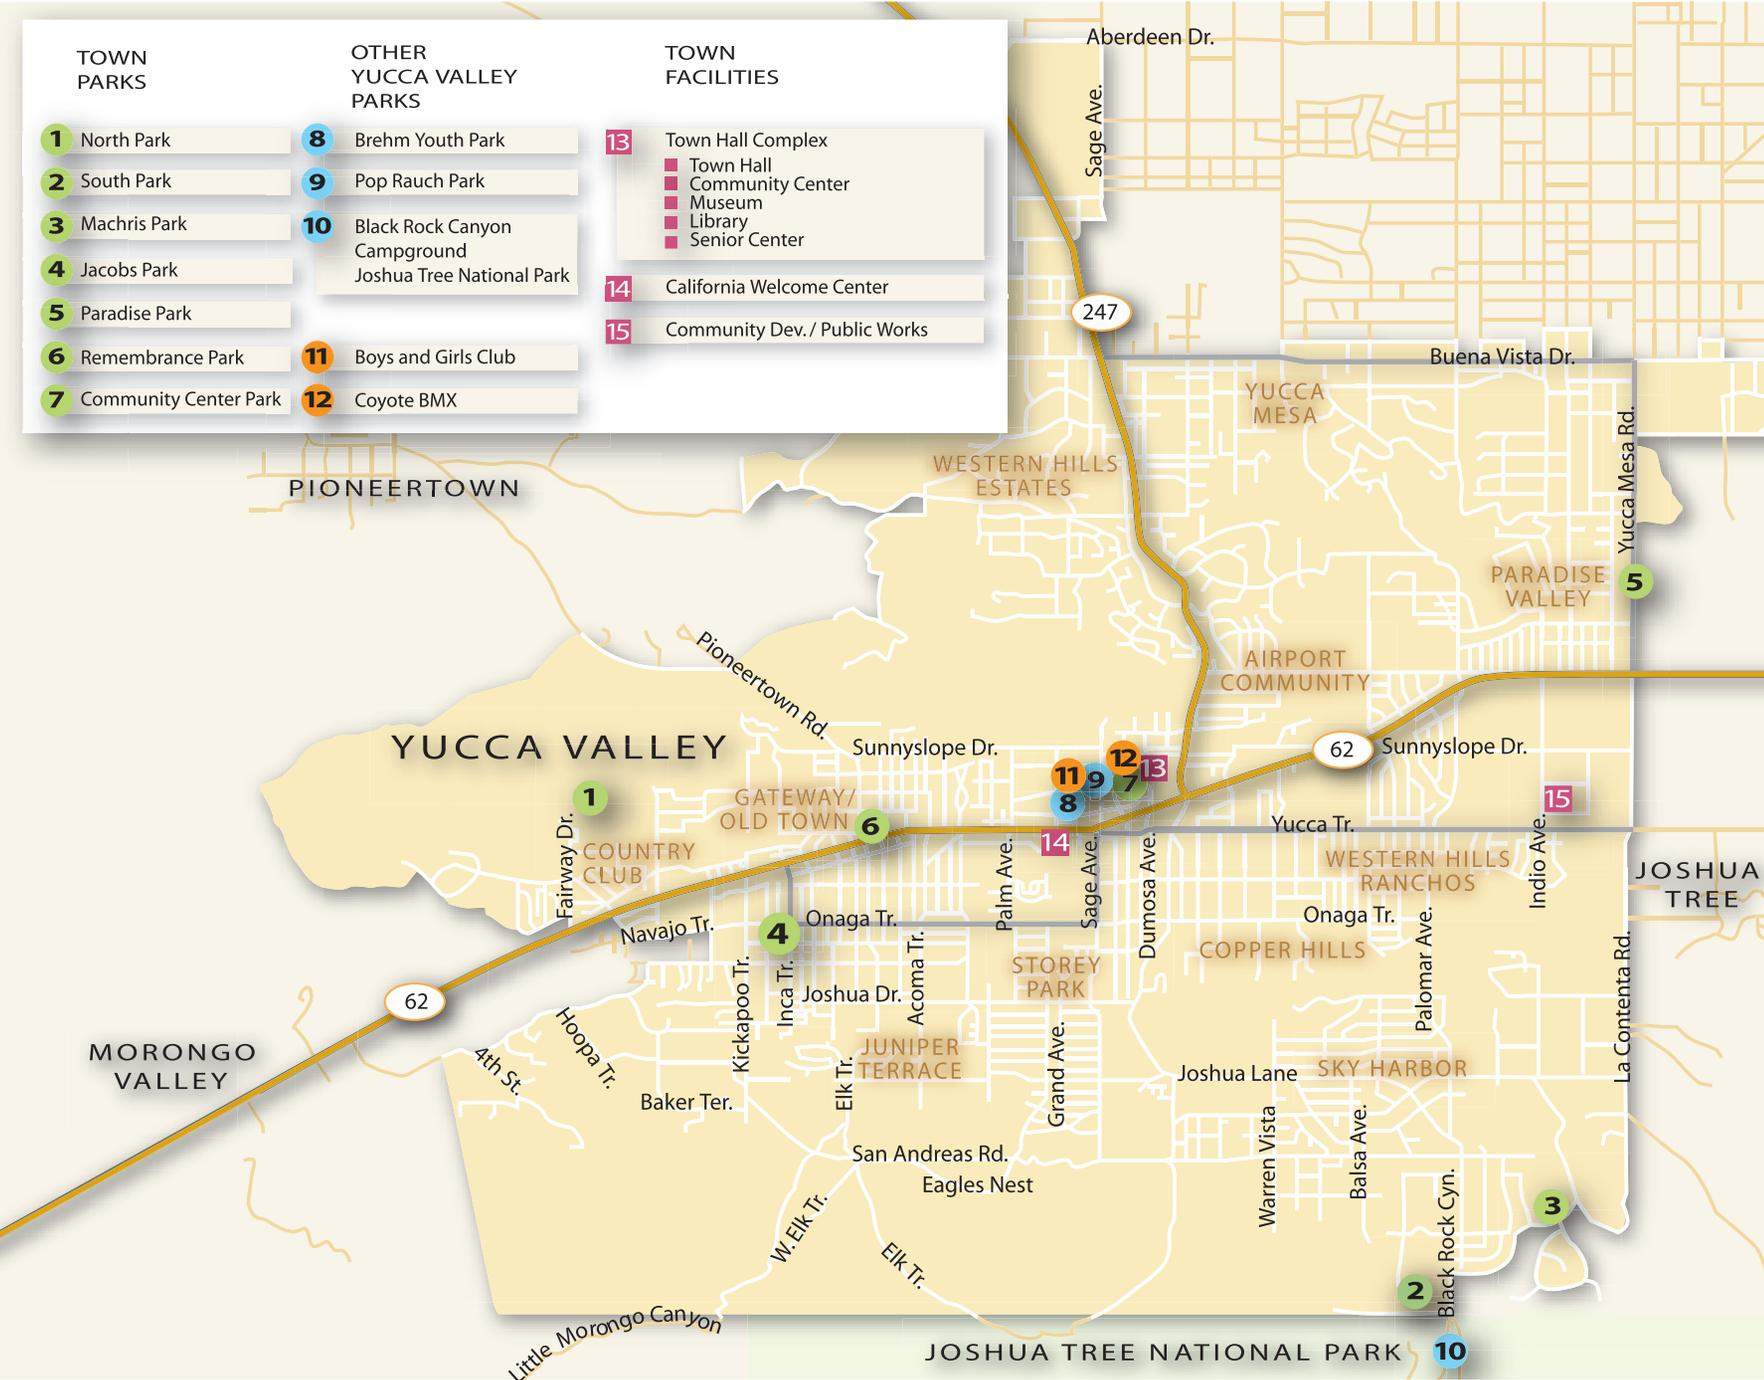 TOWN
PARKS
1 North Park
2 South Park
3 Machris Park
4 Jacobs Park
5 Paradise Park
6 Remembrance Park
7 Community Center Park
OTHER
YUCCA VALLEY
PARKS
8 Brehm Youth Park
9 Pop Rauch Park
10 Black Rock Canyon
Campground
Joshua Tree National Park
11 Boys and Girls Club
12 Coyote BMX
TOWN
FACILITIES
13 Town Hall Complex
Town Hall
Community Center
Museum
Library
Senior Center
14 California Welcome Center
15 Community Dev. / Public Works
Aberdeen Dr.
Sage Ave.
247
Buena Vista Dr.
YUCCA
MESA
Yucca Mesa Rd.
WESTERN HILLS
ESTATES
PIONEERTOWN
PARADISE
VALLEY
5
Pioneertown Rd.
AIRPORT
COMMUNITY
YUCCA VALLEY
Sunnyslope Dr.
62
Sunnyslope Dr.
12
13
11
9
7
8
1
GATEWAY/
OLD TOWN
6
15
14
Yucca Tr.
Fairway Dr.
COUNTRY
CLUB
Palm Ave.
Sage Ave.
Dumosa Ave.
WESTERN HILLS
RANCHOS
Indio Ave.
JOSHUA
TREE
Navajo Tr.
4
Onaga Tr.
Onaga Tr.
COPPER HILLS
Palomar Ave.
La Contenta Rd.
STOREY
PARK
Kickapoo Tr.
Inca Tr.
Joshua Dr.
Acoma Tr.
62
MORONGO
VALLEY
4th St.
Hoopa Tr.
JUNIPER
TERRACE
Elk Tr.
Grand Ave.
Joshua Lane
SKY HARBOR
Baker Ter.
San Andreas Rd.
Eagles Nest
Warren Vista
Balsa Ave.
Black Rock Cyn.
3
W. Elk Tr.
Elk Tr.
2
Little Morongo Canyon
JOSHUA TREE NATIONAL PARK
10